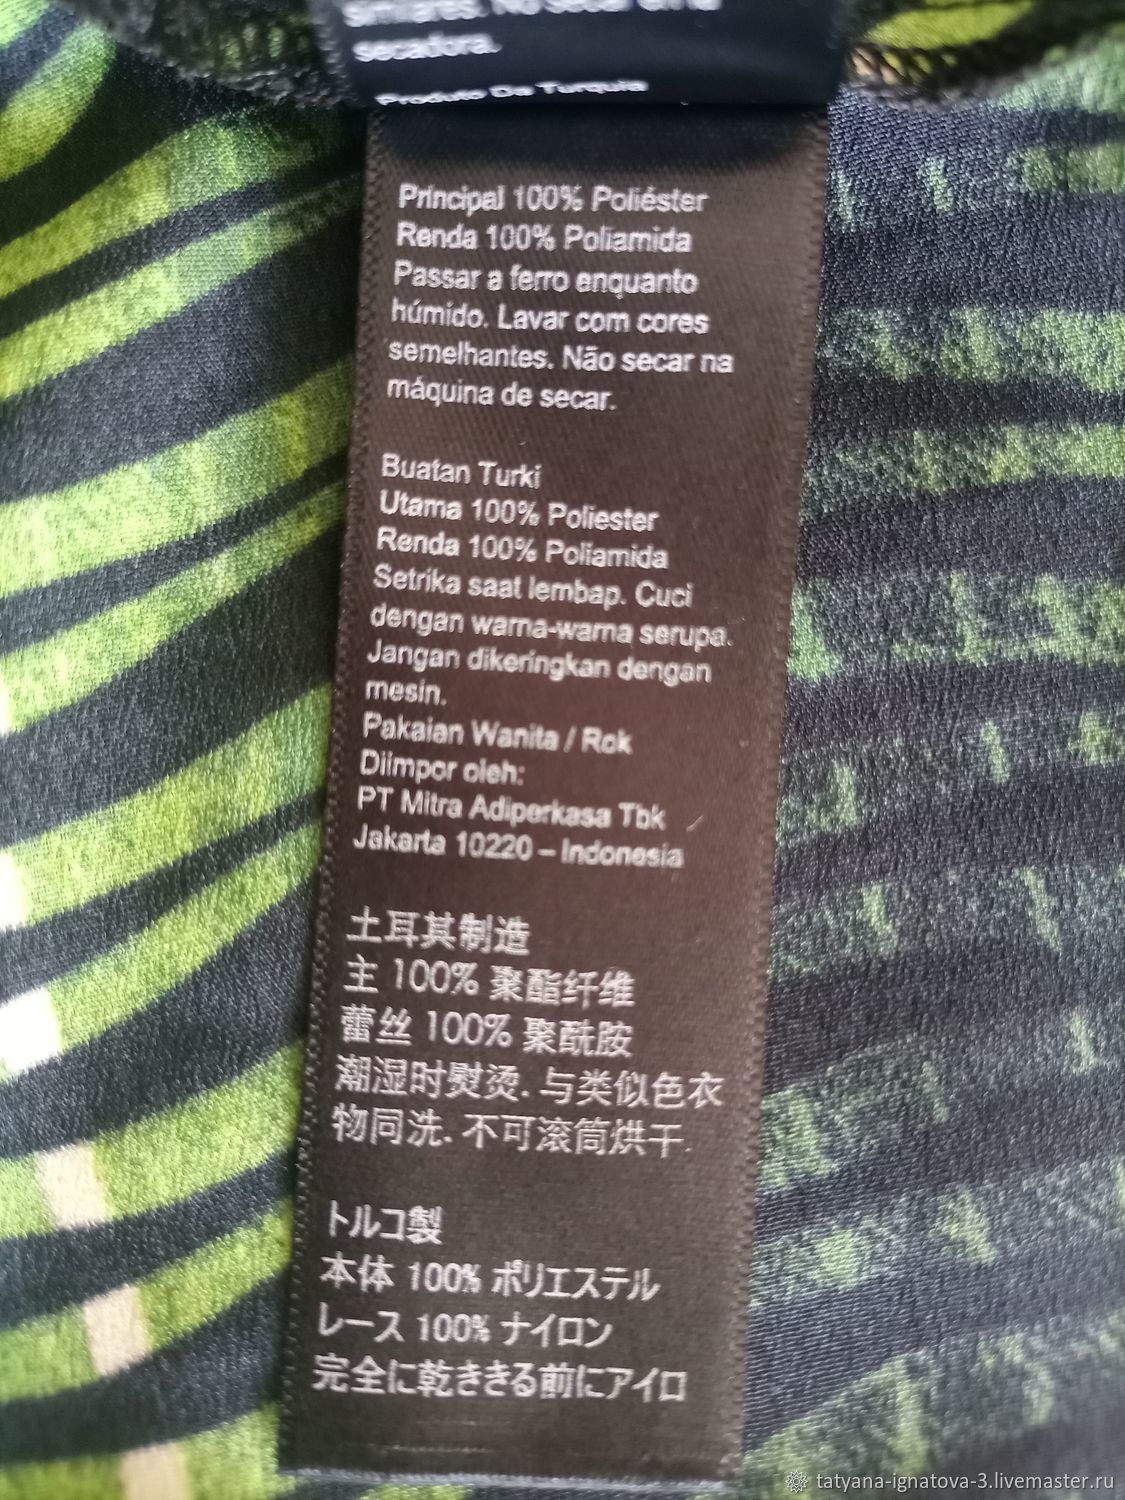 secadora.
Produto Da Turquia
Principal 100% Poliéster
Renda 100% Poliamida
Passar a ferro enquanto
húmido. Lavar com cores
semelhantes. Não secar na
máquina de secar.
Buatan Turki
Utama 100% Poliester
Renda 100% Poliamida
Setrika saat lembap. Cuci
dengan warna-warna serupa.
Jangan dikeringkan dengan
mesin.
Pakaian Wanita / Rok
Diimpor oleh:
PT Mitra Adiperkasa Tbk
Jakarta 10220 – Indonesia
土耳其制造
主 100% 聚酯纤维
蕾丝 100% 聚酰胺
潮湿时熨烫. 与类似色衣
物同洗. 不可滚筒烘干.
トルコ製
本体 100% ポリエステル
レース 100% ナイロン
完全に乾ききる前にアイロ
tatyana-ignatova-3.livemaster.ru